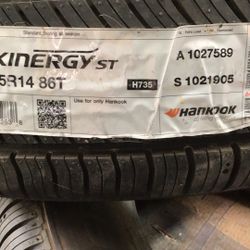 Standard touring all season
KINERGY ST
A 1027589
5R14 86T
H735
S 1021905
Use for only Hankook
HANKOOK